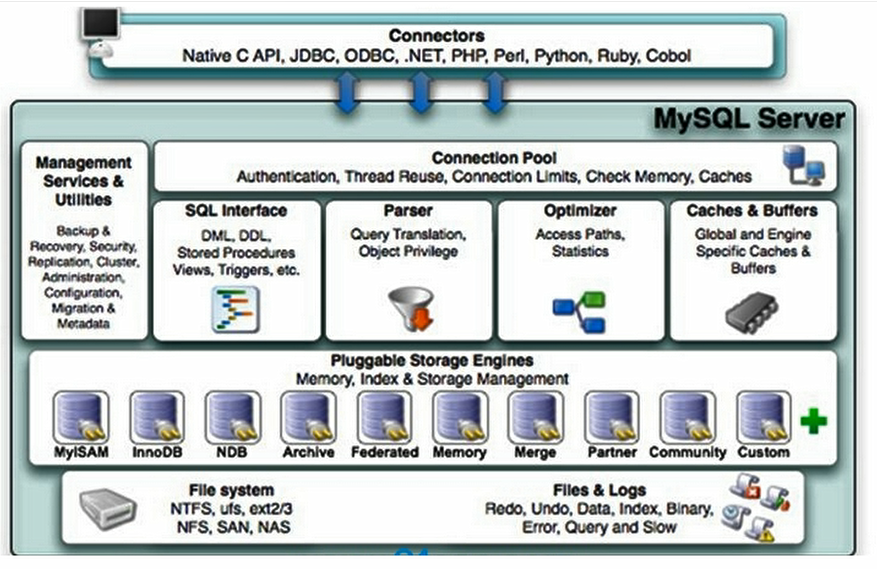 Connectors
Native C API, JDBC, ODBC, .NET, PHP, Perl, Python, Ruby, Cobol
MySQL Server
Management
Services &
Utilities
Backup &
Recovery, Security,
Replication, Cluster,
Administration,
Configuration,
Migration &
Metadata
Connection Pool
Authentication, Thread Reuse, Connection Limits, Check Memory, Caches
SQL Interface
DML, DDL,
Stored Procedures
Views, Triggers, etc.
Parser
Query Translation,
Object Privilege
Optimizer
Access Paths,
Statistics
Caches & Buffers
Global and Engine
Specific Caches &
Buffers
Pluggable Storage Engines
Memory, Index & Storage Management
MyISAM
InnoDB
NDB
Archive
Federated
Memory
Merge
Partner
Community
Custom
File system
NTFS, ufs, ext2/3
NFS, SAN, NAS
Files & Logs
Redo, Undo, Data, Index, Binary,
Error, Query and Slow